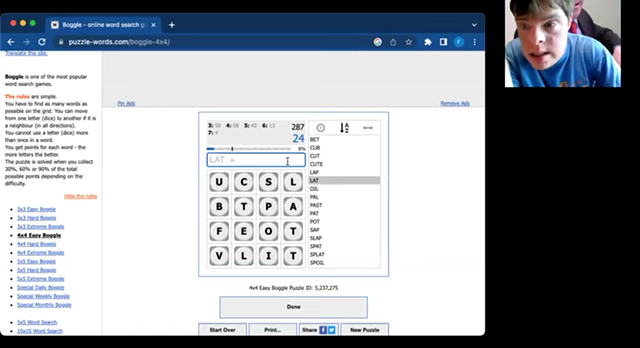 Boggle - online word search g
puzzle-words.com/boggle-4x4/
Translate this site.
Boggle is one of the most popular
word search games.
The rules are simple.
You have to find as many words as
possible on the grid. You can move
from one letter (dice) to another if it is
a neighbour (in all directions).
You cannot use a letter (dice) more
than once in a word.
You get points for each word - the
more letters the better.
The puzzle is solved when you collect
30%, 60% or 90% of the total
possible points depending on the
difficulty.
Hide the rules
3x3 Easy Boggle
3x3 Hard Boggle
3x3 Extreme Boggle
4x4 Easy Boggle
4x4 Hard Boggle
4x4 Extreme Boggle
5x5 Easy Boggle
5x5 Hard Boggle
5x5 Extreme Boggle
Special Daily Boggle
Special Weekly Boggle
Special Monthly Boggle
5x5 Word Search
10x10 Word Search
Pin Ads
Remove Ads
287
24
8%
LAT +
U C S L
B T P A
F E O T
V L I T
BET
CUB
CUT
CUTE
LAP
LAT
OIL
PAL
PAST
PAT
POT
SAP
SLAP
SPAT
SPLAT
SPOIL
4x4 Easy Boggle Puzzle ID: 5,237,275
Done
Start Over
Print...
Share
New Puzzle